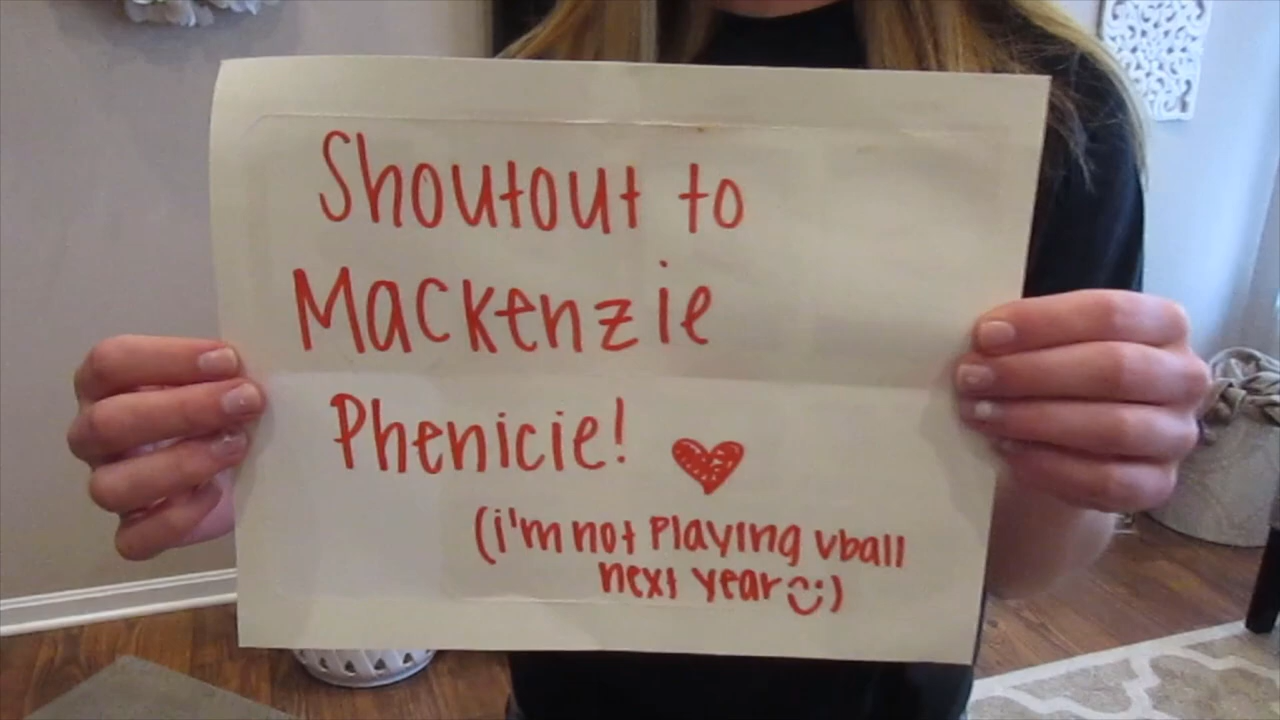 Shoutout to
Mackenzie
Phenicie!
(i'm not playing vball
next year :))